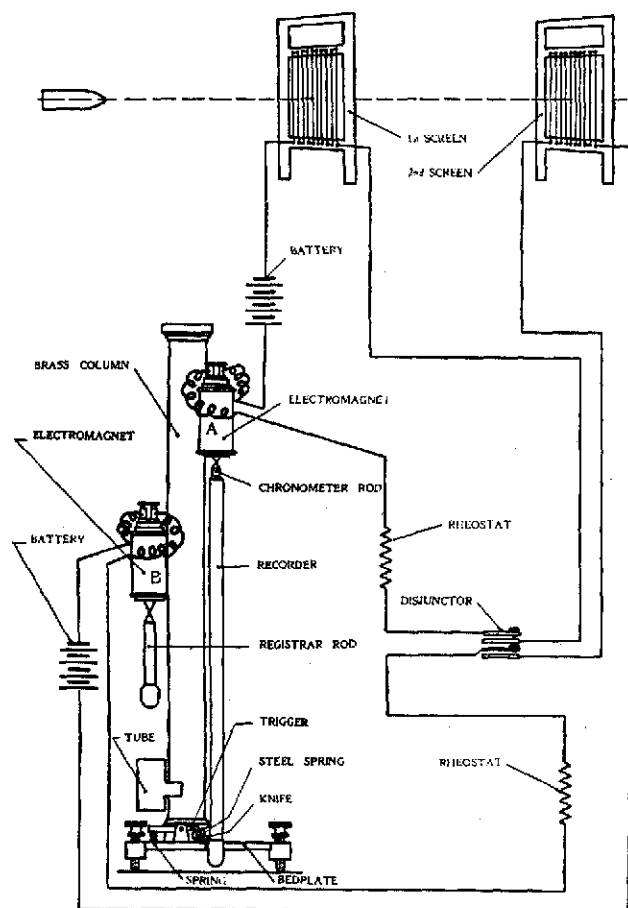 1st SCREEN
2nd SCREEN
BATTERY
BRASS COLUMN
A
ELECTROMAGNET
ELECTROMAGNET
CHRONOMETER ROD
RHEOSTAT
BATTERY
B
RECORDER
DISJUNCTOR
REGISTRAR ROD
TRIGGER
TUBE
STEEL SPRING
RHEOSTAT
KNIFE
SPRING
BEDPLATE